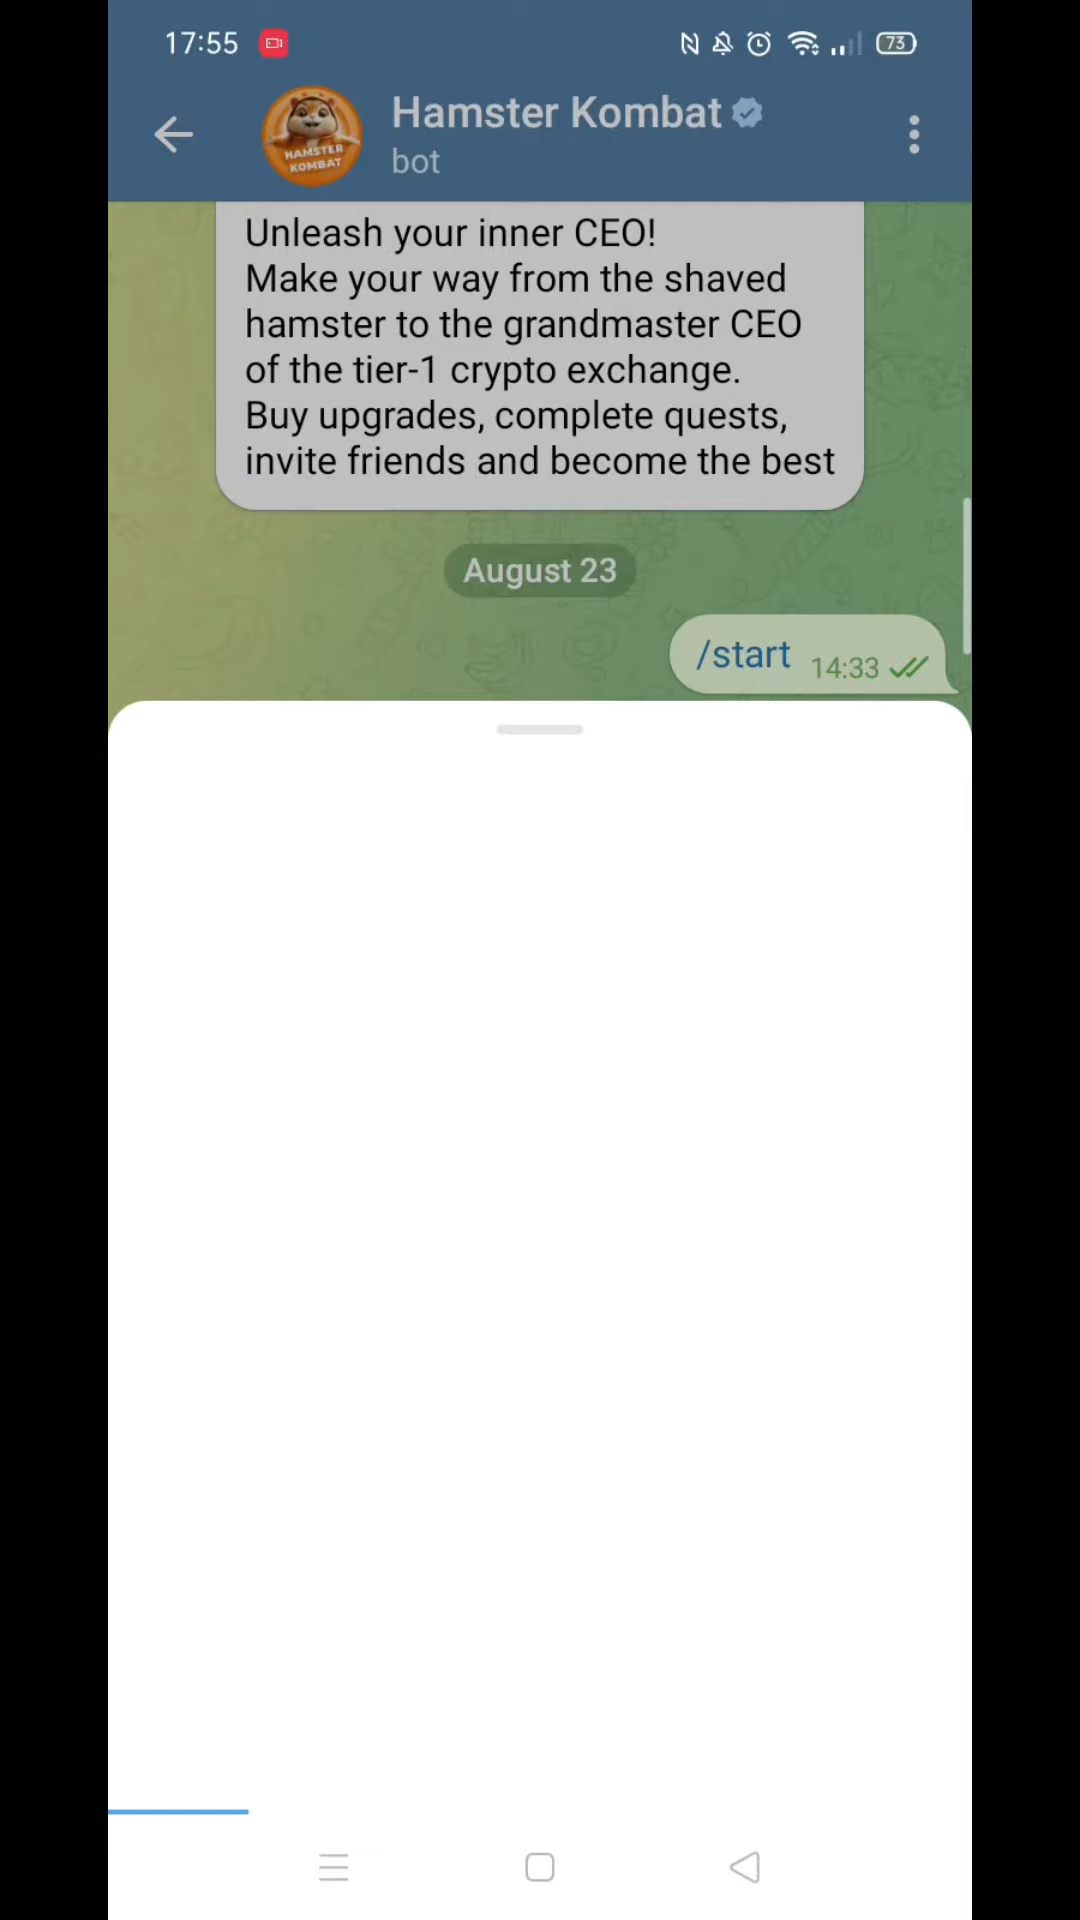 17:55
73
Hamster Kombat
bot
HAMSTER
KOMBAT
Unleash your inner CEO!
Make your way from the shaved
hamster to the grandmaster CEO
of the tier-1 crypto exchange.
Buy upgrades, complete quests,
invite friends and become the best
August 23
/start 14:33